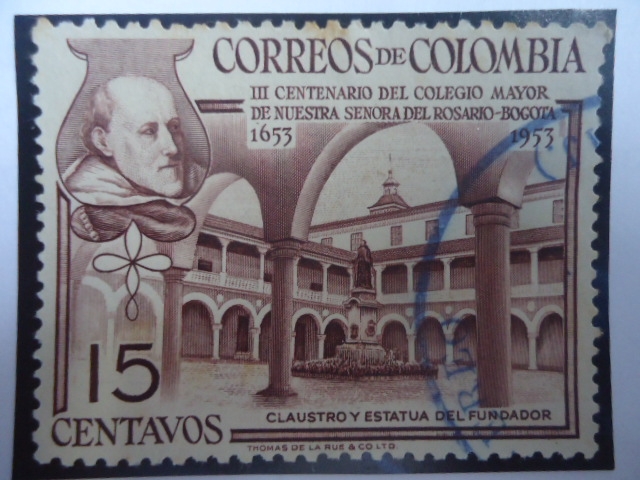 CORREOS DE COLOMBIA
III CENTENARIO DEL COLEGIO MAYOR
DE NUESTRA SENORA DEL ROSARIO-BOGOTA
1653 1953
15
CENTAVOS
CLAUSTRO Y ESTATUA DEL FUNDADOR
THOMAS DE LA RUE & CO LTD.